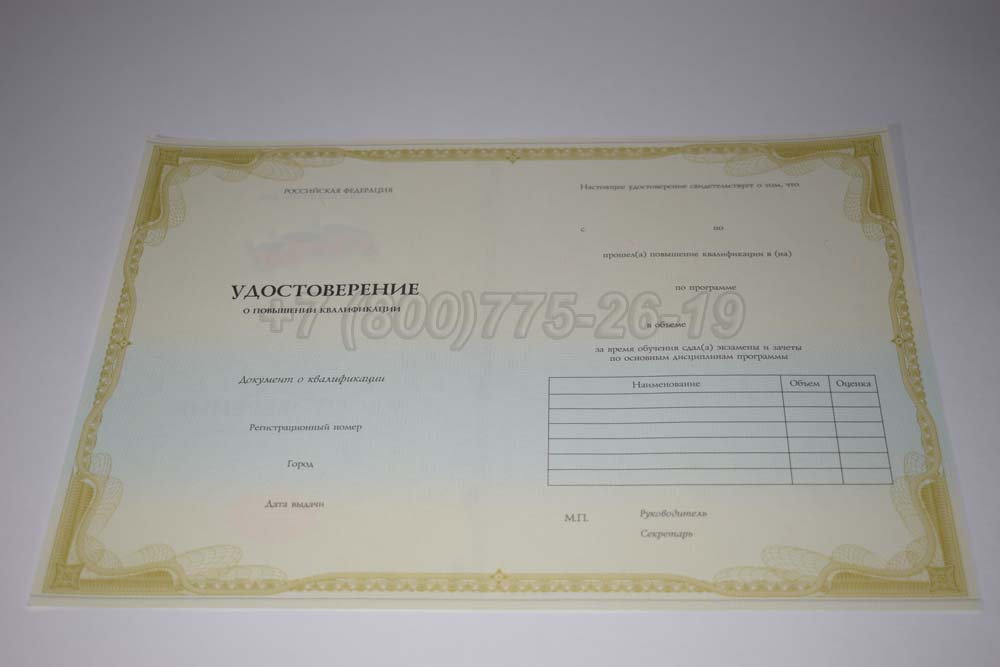 РОССИЙСКАЯ ФЕДЕРАЦИЯ
УДОСТОВЕРЕНИЕ
О ПОВЫШЕНИИ КВАЛИФИКАЦИИ
Документ о квалификации
Регистрационный номер
Город
Дата выдачи
Настоящее удостоверение свидетельствует о том, что
с по
прошел(а) повышение квалификации в (на)
по программе
+7 (800)775-26-19
в объеме
за время обучения сдал(а) экзамены и зачеты
по основным дисциплинам программы
Наименование Объем Оценка
М.П. Руководитель
Секретарь